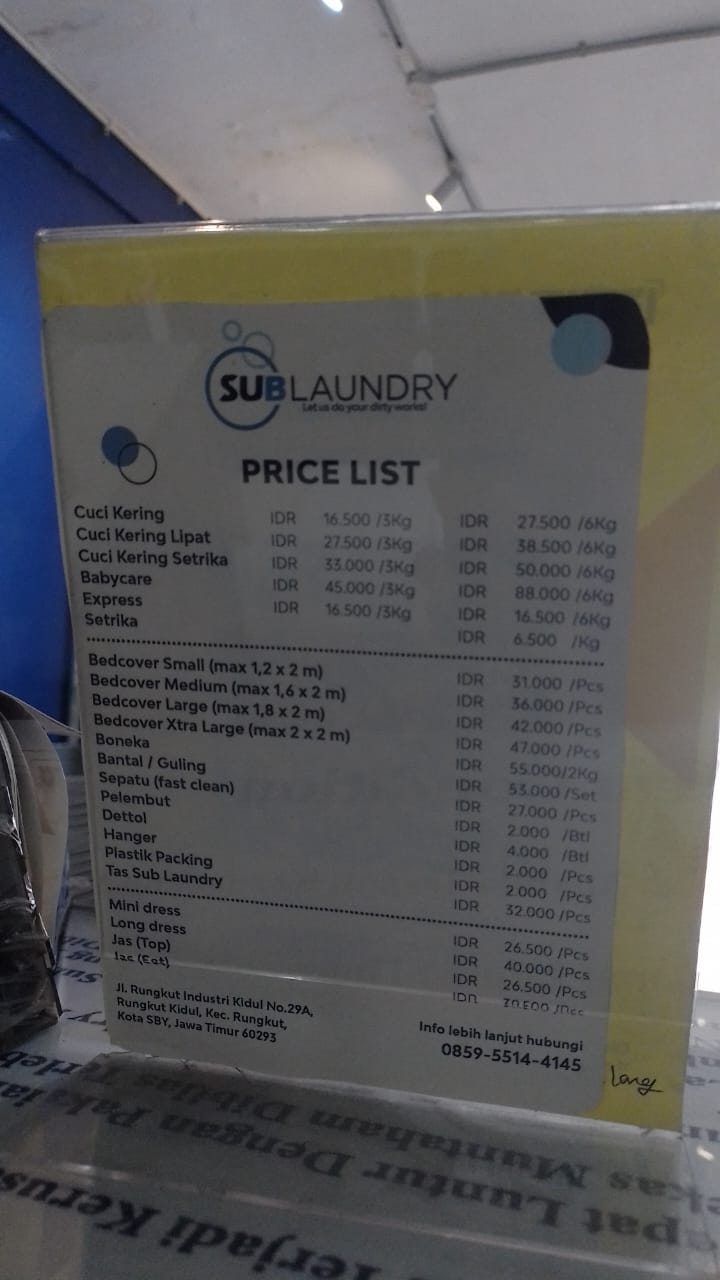 SUBLAUNDRY
Let us do your dirty works!
PRICE LIST
Cuci Kering IDR 16.500 /3Kg IDR 27.500 /6Kg
Cuci Kering Lipat IDR 27.500 /3Kg IDR 38.500 /6Kg
Cuci Kering Setrika IDR 33.000 /3Kg IDR 50.000 /6Kg
Babycare IDR 45.000 /3Kg IDR 88.000 /6Kg
Express IDR 16.500 /3Kg IDR 16.500 /6Kg
Setrika IDR 6.500 /Kg
Bedcover Small (max 1,2 x 2 m) IDR 31.000 /Pcs
Bedcover Medium (max 1,6 x 2 m) IDR 36.000 /Pcs
Bedcover Large (max 1,8 x 2 m) IDR 42.000 /Pcs
Bedcover Xtra Large (max 2 x 2 m) IDR 47.000 /Pcs
Boneka IDR 55.000/2Kg
Bantal / Guling IDR 53.000 /Set
Sepatu (fast clean) IDR 27.000 /Pcs
Pelembut IDR 2.000 /Btl
Dettol IDR 4.000 /Btl
Hanger IDR 2.000 /Pcs
Plastik Packing IDR 2.000 /Pcs
Tas Sub Laundry IDR 32.000 /Pcs
Mini dress IDR 26.500 /Pcs
Long dress IDR 40.000 /Pcs
Jas (Top) IDR 26.500 /Pcs
Jas IDR /Pcs
Jl. Rungkut Industri Kidul No.29A,
Rungkut Kidul, Kec. Rungkut,
Kota SBY, Jawa Timur 60293
Info lebih lanjut hubungi
0859-5514-4145
Luntur Dengan
Muntaham
Terjadi